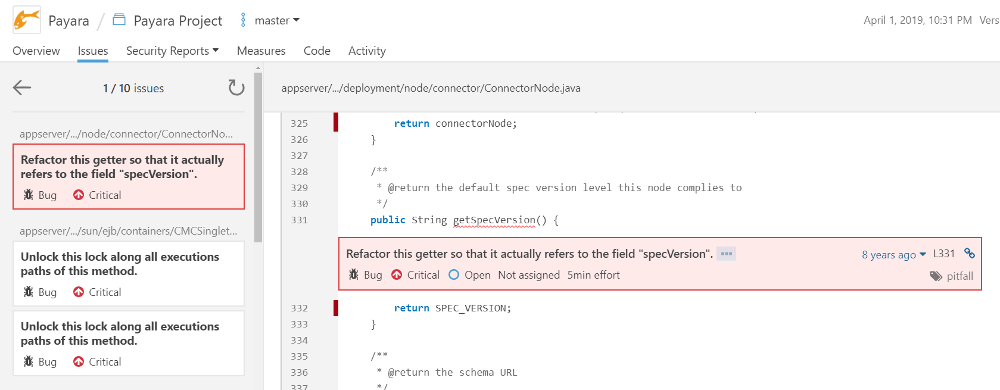 Payara / Payara Project master
April 1, 2019, 10:31 PM Vers
Overview Issues Security Reports Measures Code Activity
1 / 10 issues
appserver/.../node/connector/ConnectorNo...
Refactor this getter so that it actually
refers to the field "specVersion".
Bug Critical
appserver/.../sun/ejb/containers/CMCSinglet...
Unlock this lock along all executions
paths of this method.
Bug Critical
Unlock this lock along all executions
paths of this method.
Bug Critical
appserver/.../deployment/node/connector/ConnectorNode.java
325 return connectorNode;
326 }
327
328 /**
329 * @return the default spec version level this node complies to
330 */
331 public String getSpecVersion() {
Refactor this getter so that it actually refers to the field "specVersion". ••• 8 years ago L331
Bug Critical Open Not assigned 5min effort pitfall
332 return SPEC_VERSION;
333 }
334
335 /**
336 * @return the schema URL
337 */